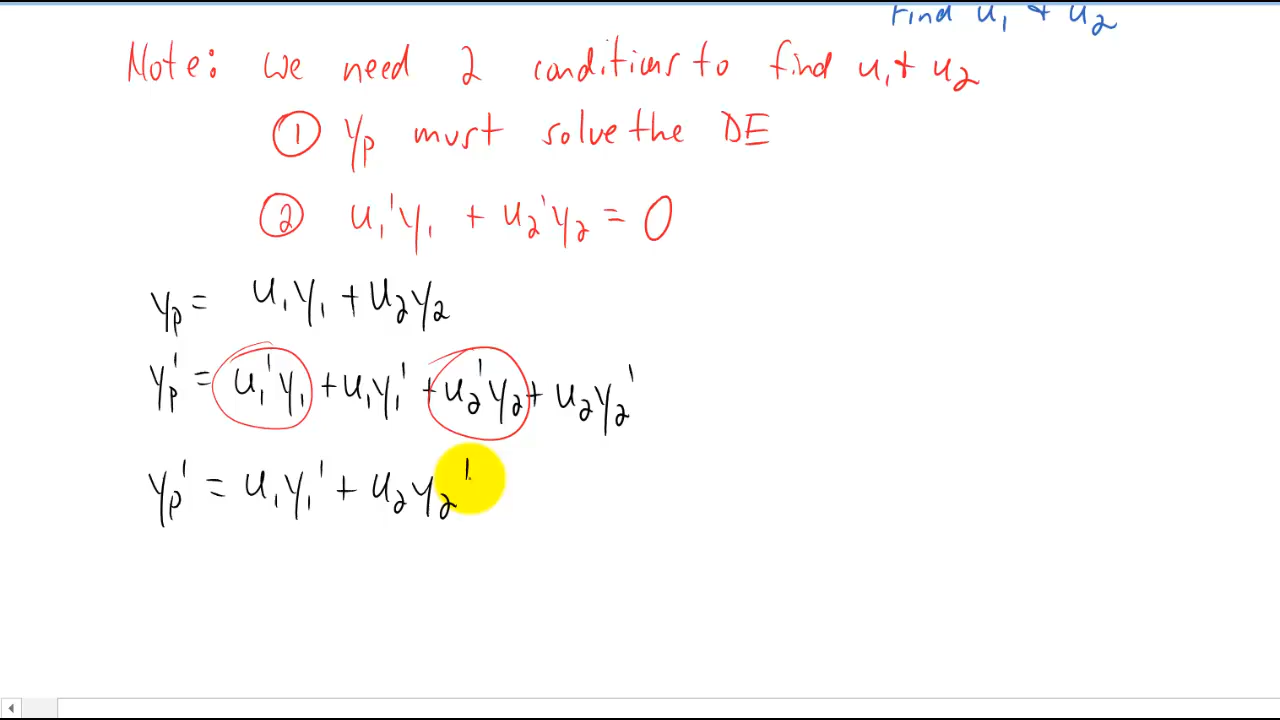 Find u₁ + u₂
Note: We need 2 conditions to find u₁ + u₂
① yₚ must solve the DE
② u₁'y₁ + u₂'y₂ = 0
yₚ = u₁y₁ + u₂y₂
yₚ' = u₁'y₁ + u₁y₁' + u₂'y₂ + u₂y₂'
yₚ' = u₁y₁' + u₂y₂'